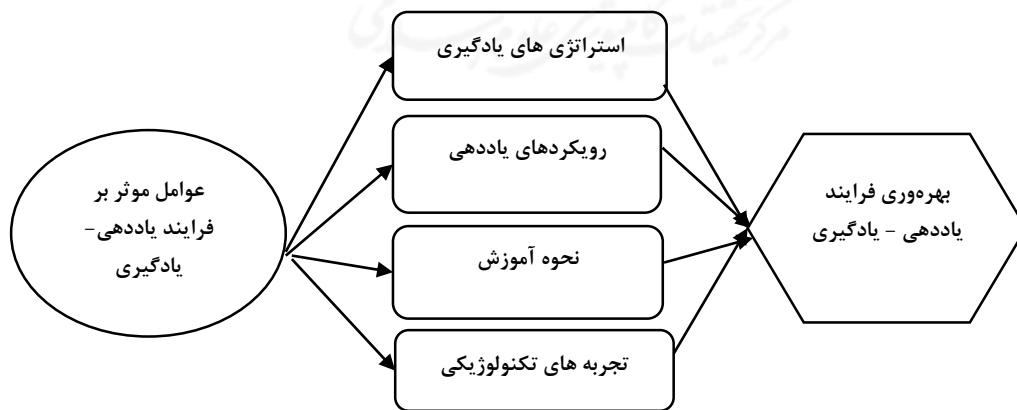 استراتژی های یادگیری
رویکردهای یاددهی
عوامل موثر بر
فرایند یاددهی–
یادگیری
بهره‌وری فرایند
یاددهی – یادگیری
نحوه آموزش
تجربه های تکنولوژیکی